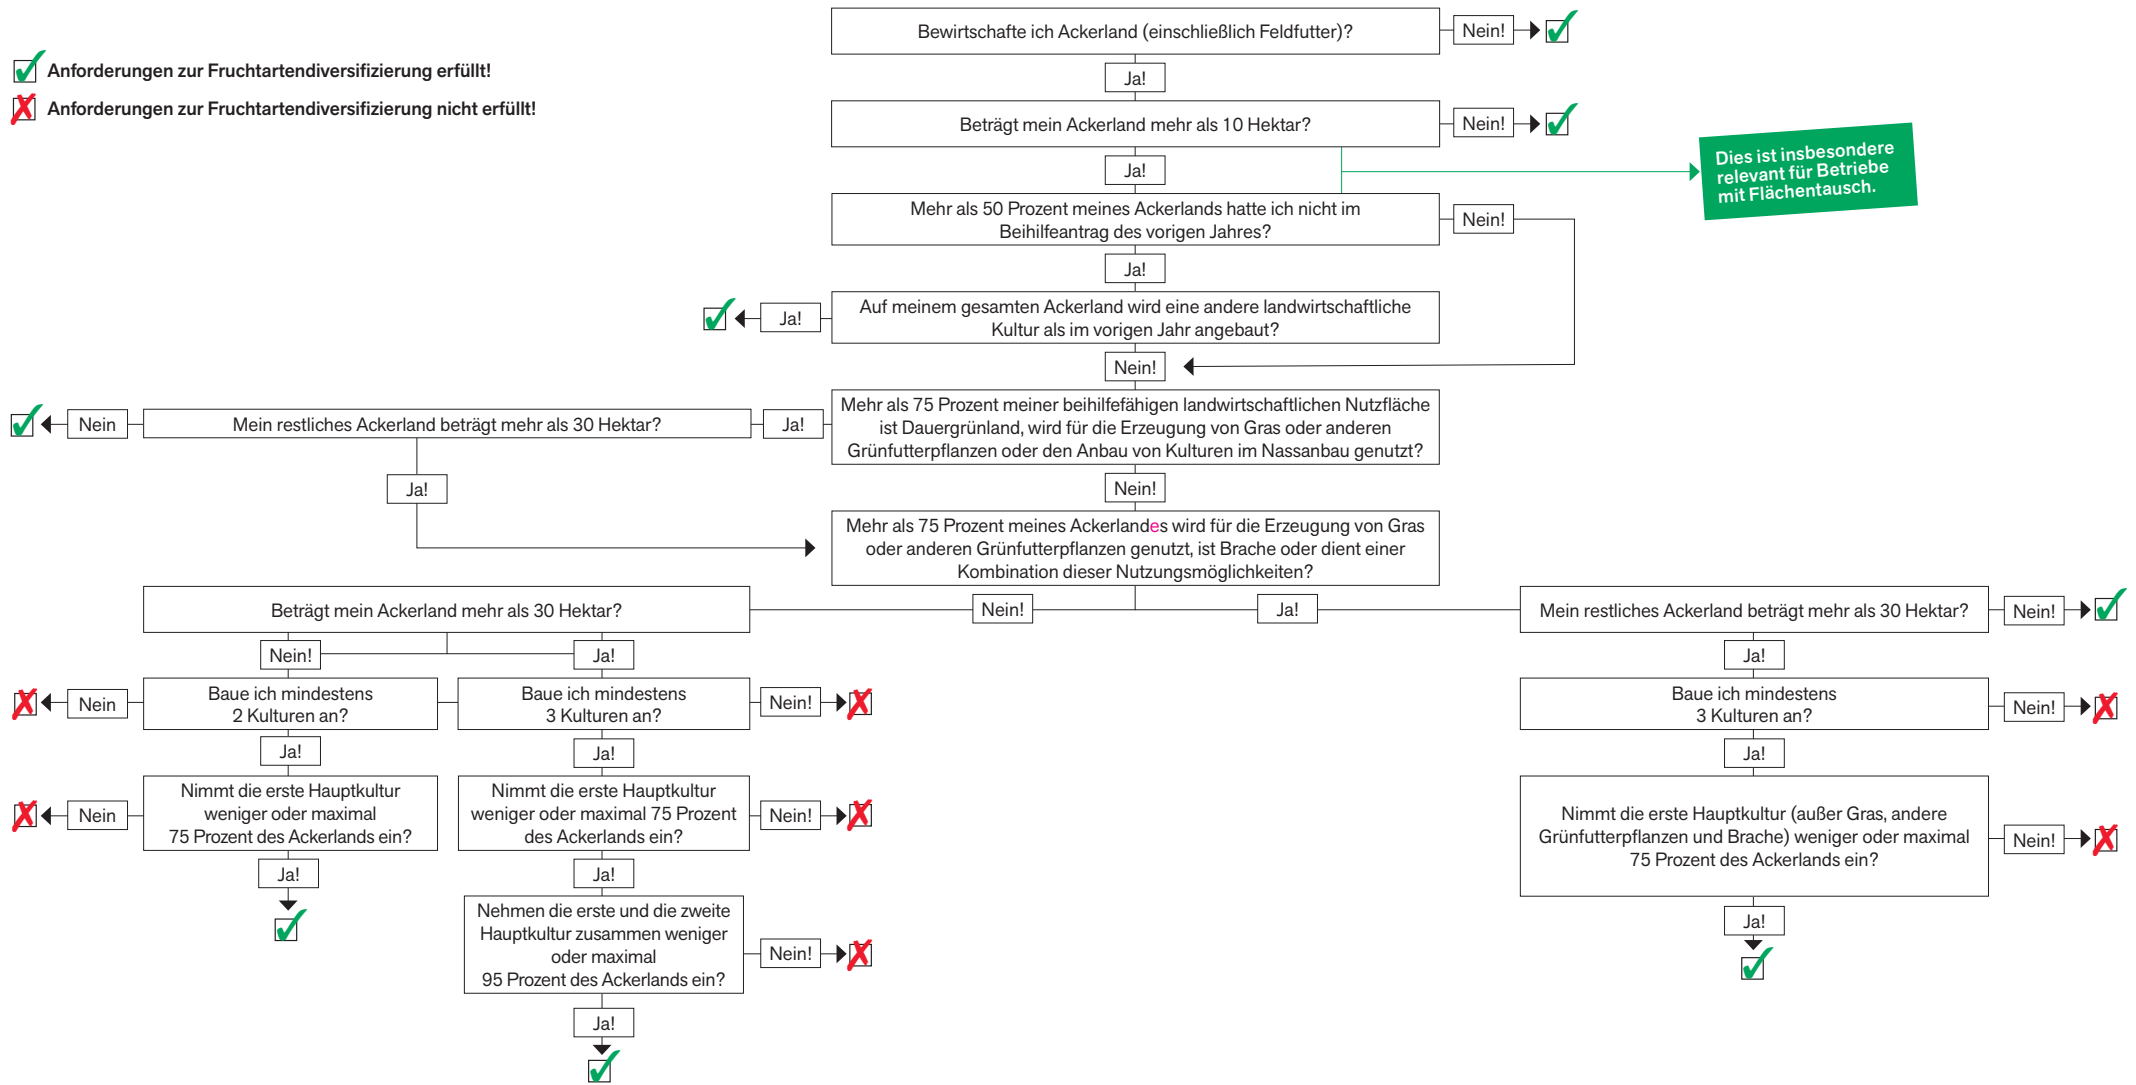 Anforderungen zur Fruchtartendiversifizierung erfüllt!
Anforderungen zur Fruchtartendiversifizierung nicht erfüllt!
Bewirtschafte ich Ackerland (einschließlich Feldfutter)?
Nein!
Ja!
Beträgt mein Ackerland mehr als 10 Hektar?
Nein!
Ja!
Dies ist insbesondere
relevant für Betriebe
mit Flächentausch.
Mehr als 50 Prozent meines Ackerlands hatte ich nicht im
Beihilfeantrag des vorigen Jahres?
Nein!
Ja!
Auf meinem gesamten Ackerland wird eine andere landwirtschaftliche
Kultur als im vorigen Jahr angebaut?
Ja!
Nein!
Mehr als 75 Prozent meiner beihilfefähigen landwirtschaftlichen Nutzfläche
ist Dauergrünland, wird für die Erzeugung von Gras oder anderen
Grünfutterpflanzen oder den Anbau von Kulturen im Nassanbau genutzt?
Ja!
Mein restliches Ackerland beträgt mehr als 30 Hektar?
Nein
Ja!
Nein!
Mehr als 75 Prozent meines Ackerlandes wird für die Erzeugung von Gras
oder anderen Grünfutterpflanzen genutzt, ist Brache oder dient einer
Kombination dieser Nutzungsmöglichkeiten?
Nein!
Ja!
Beträgt mein Ackerland mehr als 30 Hektar?
Nein!
Ja!
Baue ich mindestens
2 Kulturen an?
Nein
Ja!
Nimmt die erste Hauptkultur
weniger oder maximal
75 Prozent des Ackerlands ein?
Nein
Ja!
Baue ich mindestens
3 Kulturen an?
Nein!
Ja!
Nimmt die erste Hauptkultur
weniger oder maximal 75 Prozent
des Ackerlands ein?
Nein!
Ja!
Nehmen die erste und die zweite
Hauptkultur zusammen weniger
oder maximal
95 Prozent des Ackerlands ein?
Nein!
Ja!
Mein restliches Ackerland beträgt mehr als 30 Hektar?
Nein!
Ja!
Baue ich mindestens
3 Kulturen an?
Nein!
Ja!
Nimmt die erste Hauptkultur (außer Gras, andere
Grünfutterpflanzen und Brache) weniger oder maximal
75 Prozent des Ackerlands ein?
Nein!
Ja!